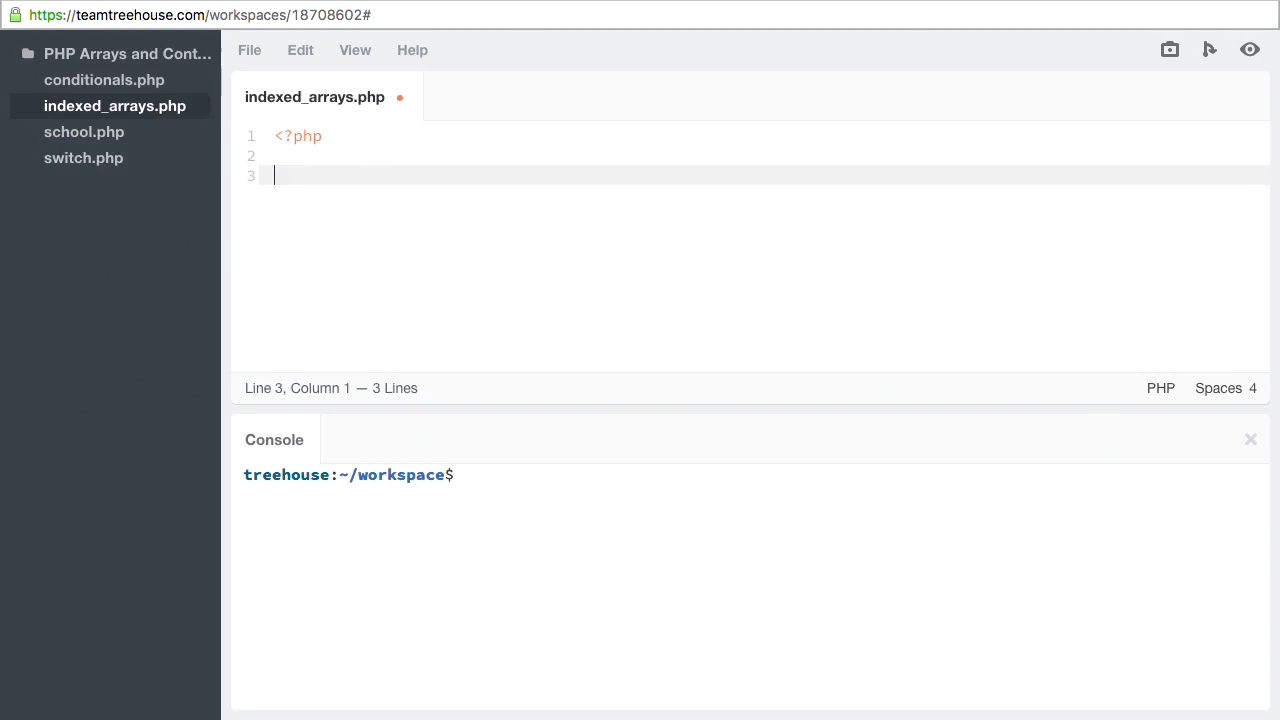 https://teamtreehouse.com/workspaces/18708602#
PHP Arrays and Cont...
conditionals.php
indexed_arrays.php
school.php
switch.php
File Edit View Help
indexed_arrays.php
1 <?php
2
3
Line 3, Column 1 — 3 Lines
PHP Spaces 4
Console
treehouse:~/workspace$